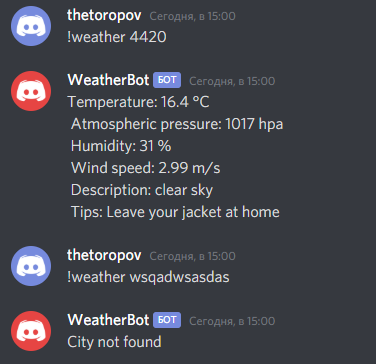 thetoropov Сегодня, в 15:00
!weather 4420
WeatherBot БОТ Сегодня, в 15:00
Temperature: 16.4 °C
Atmospheric pressure: 1017 hpa
Humidity: 31 %
Wind speed: 2.99 m/s
Description: clear sky
Tips: Leave your jacket at home
thetoropov Сегодня, в 15:00
!weather wsqadwsasdas
WeatherBot БОТ Сегодня, в 15:00
City not found